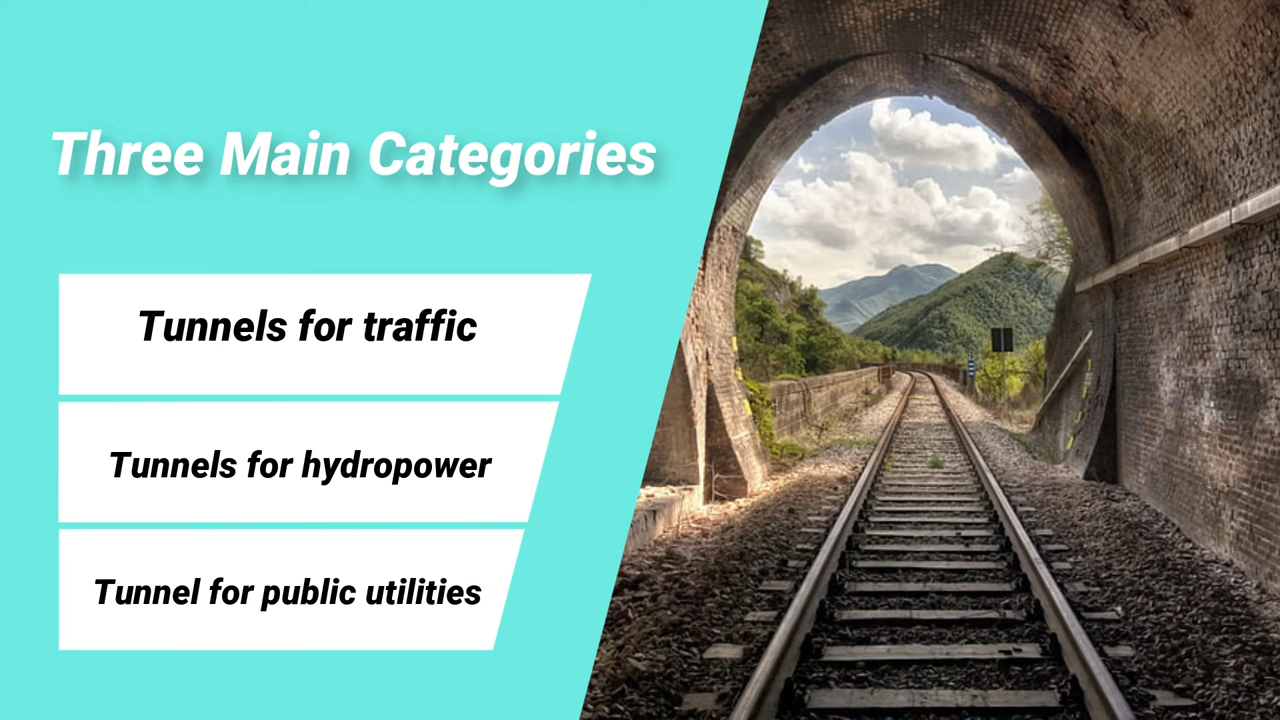 Three Main Categories
Tunnels for traffic
Tunnels for hydropower
Tunnel for public utilities